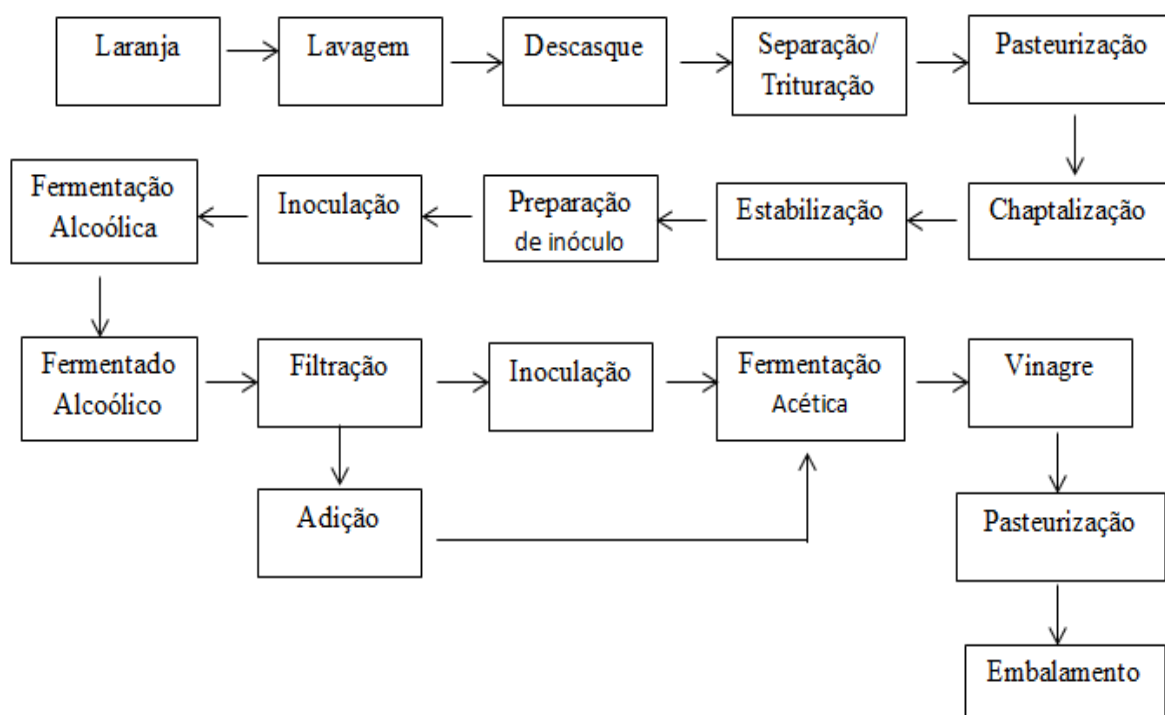 Laranja
Lavagem
Descasque
Separação/
Trituração
Pasteurização
Chaptalização
Estabilização
Preparação
de inóculo
Inoculação
Fermentação
Alcoólica
Fermentado
Alcoólico
Filtração
Inoculação
Fermentação
Acética
Vinagre
Adição
Pasteurização
Embalamento